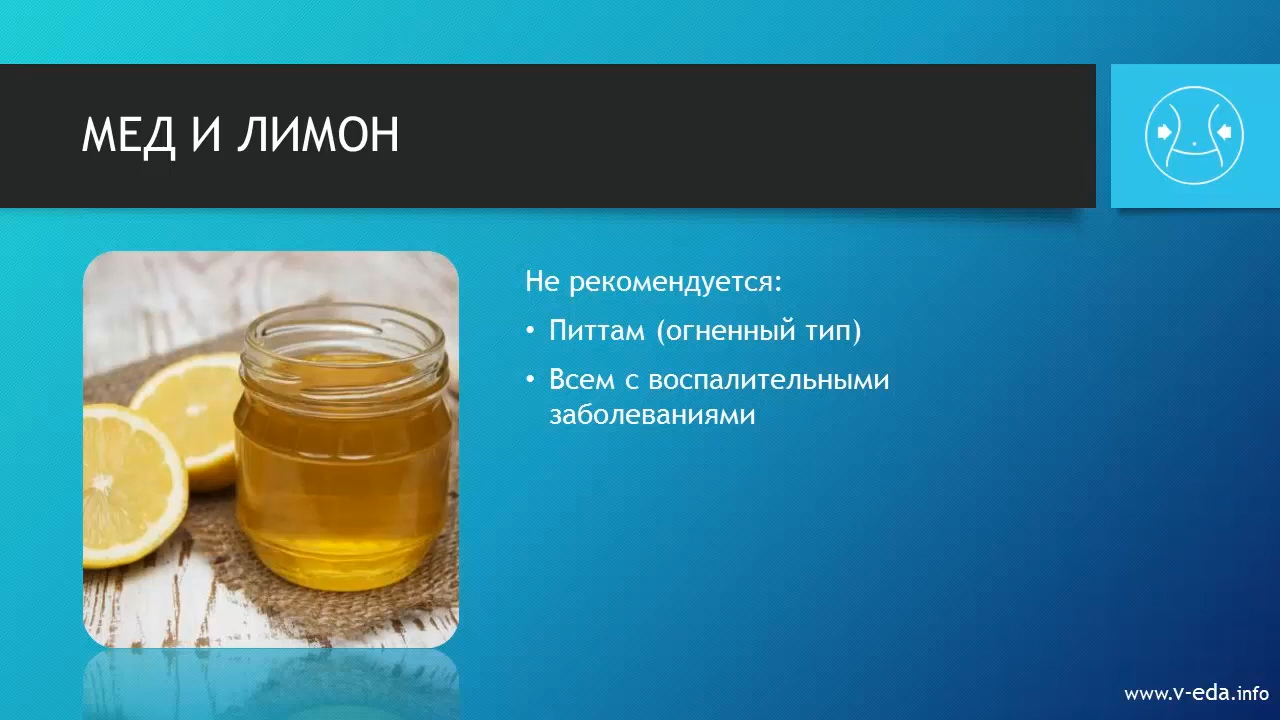 МЕД И ЛИМОН
Не рекомендуется:
• Питтам (огненный тип)
• Всем с воспалительными
заболеваниями
www.v-eda.info